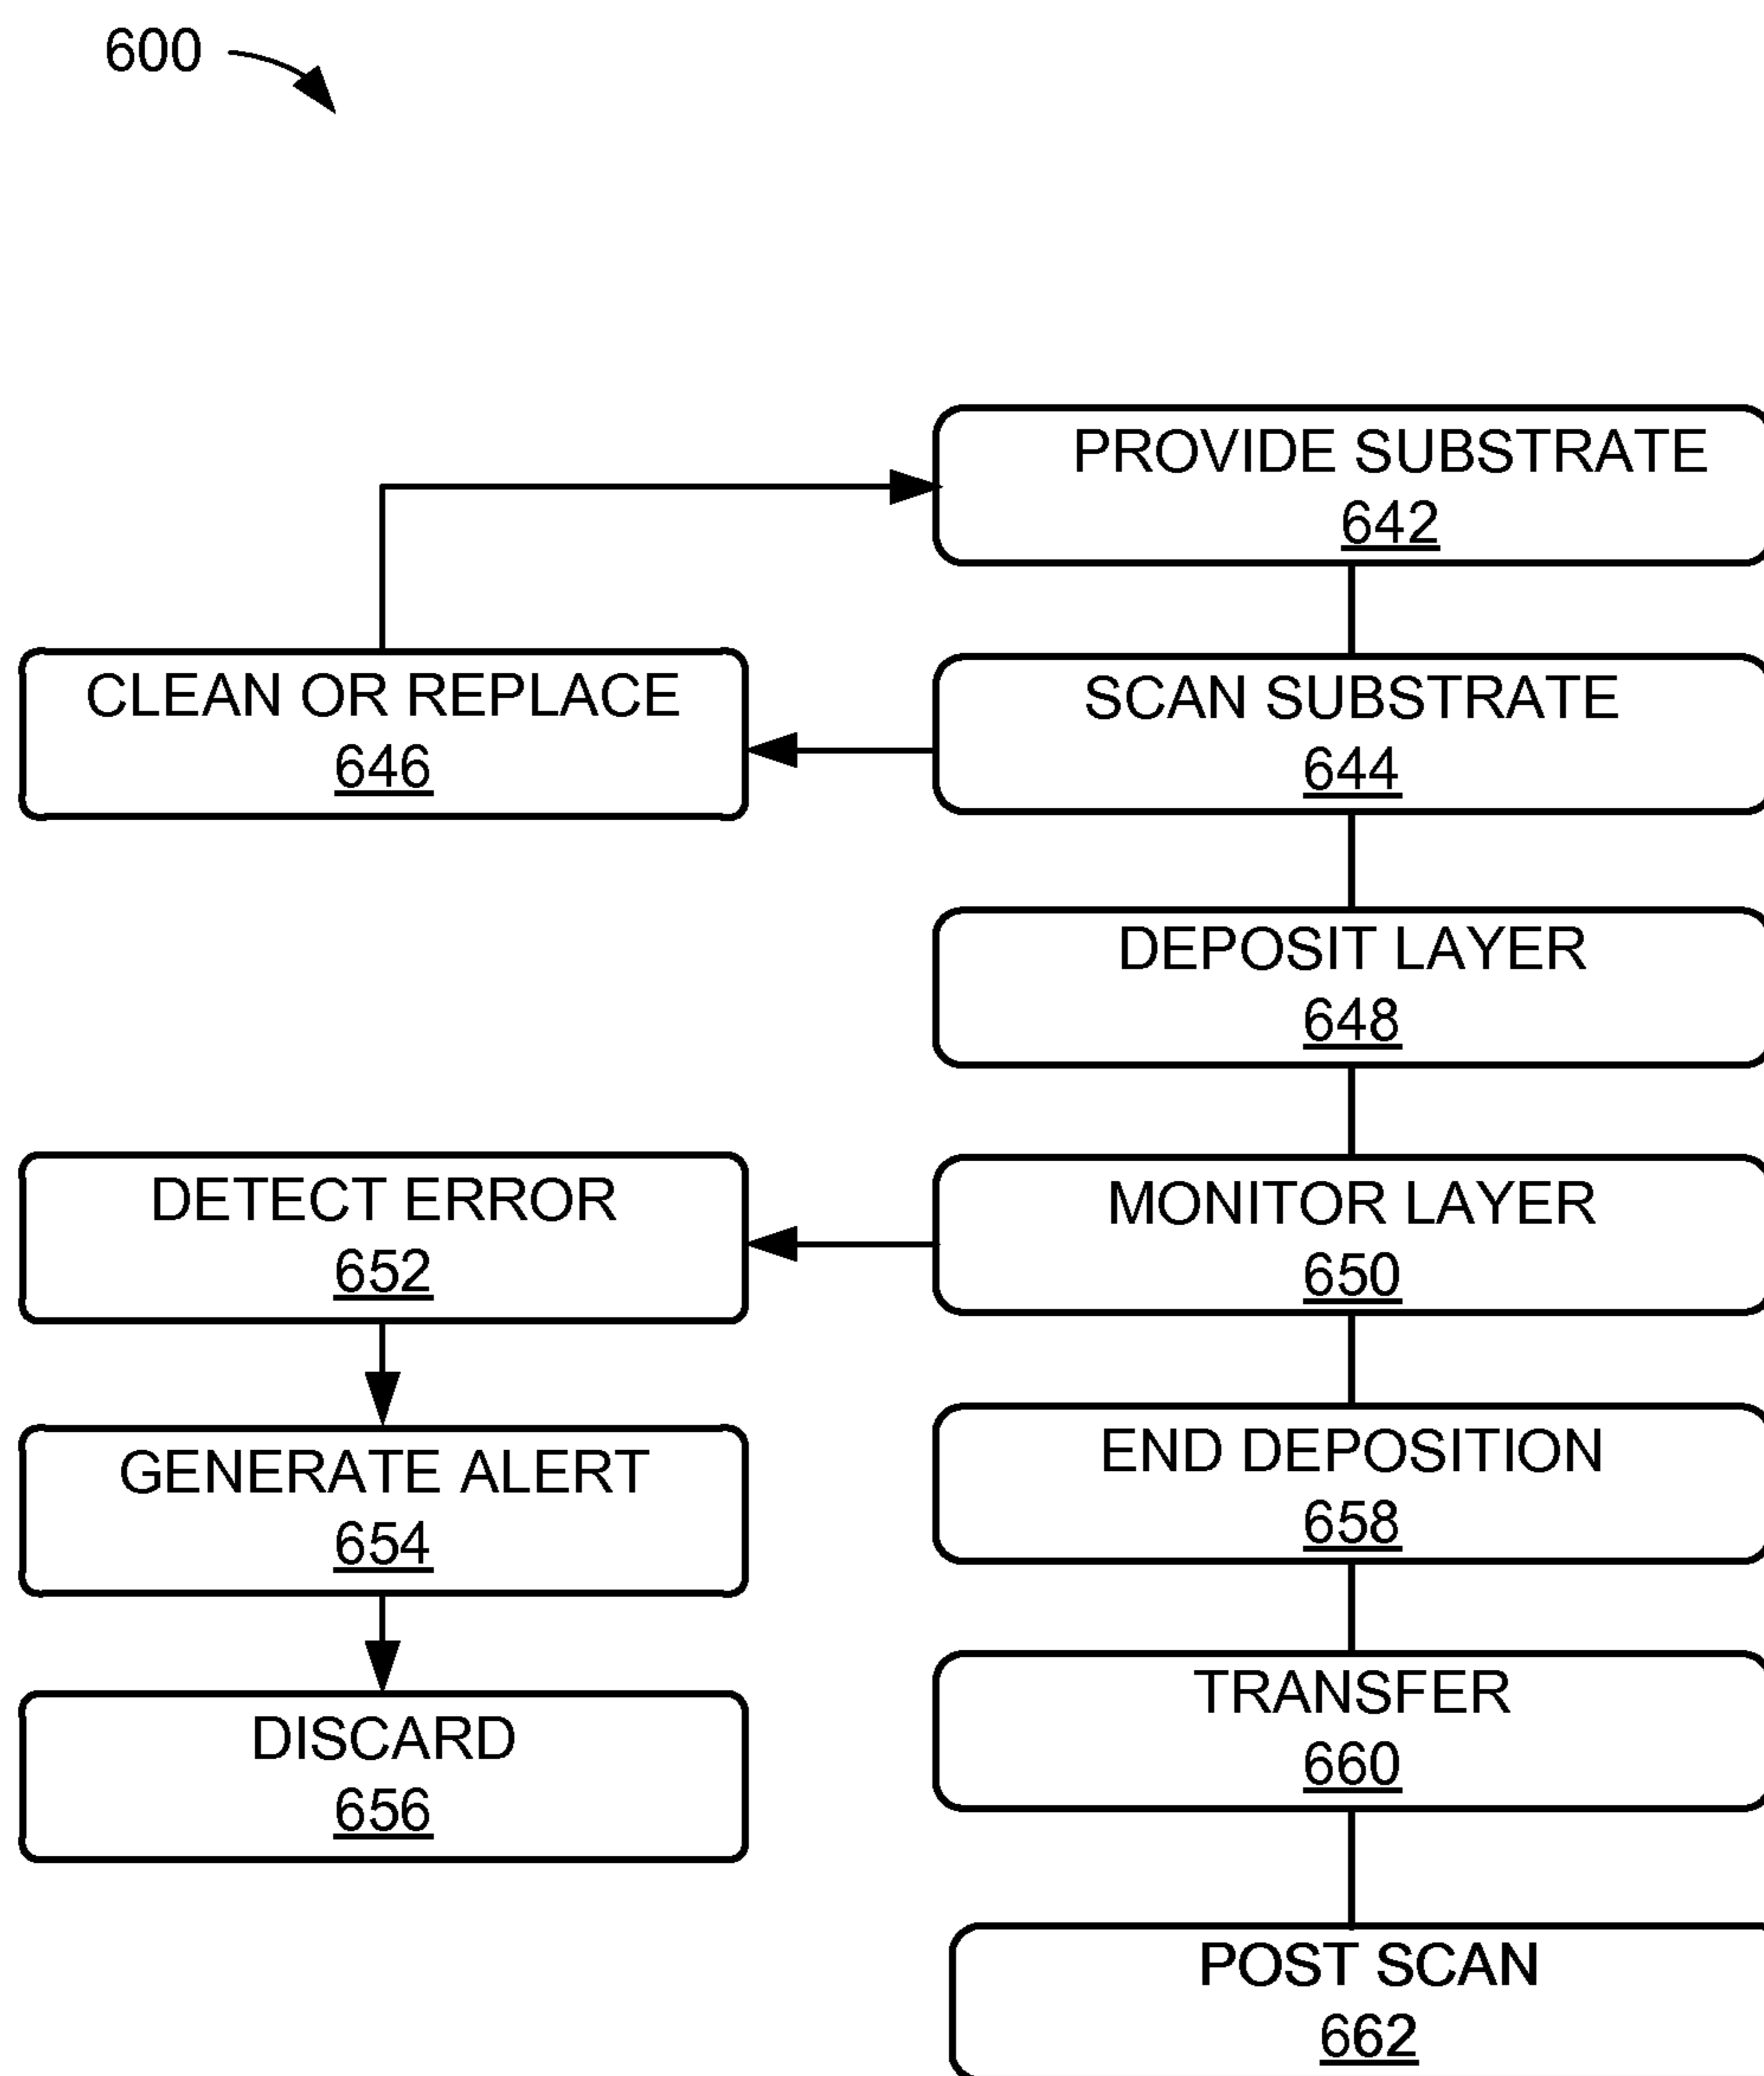 600
PROVIDE SUBSTRATE
642
CLEAN OR REPLACE
646
SCAN SUBSTRATE
644
DEPOSIT LAYER
648
DETECT ERROR
652
MONITOR LAYER
650
GENERATE ALERT
654
END DEPOSITION
658
DISCARD
656
TRANSFER
660
POST SCAN
662